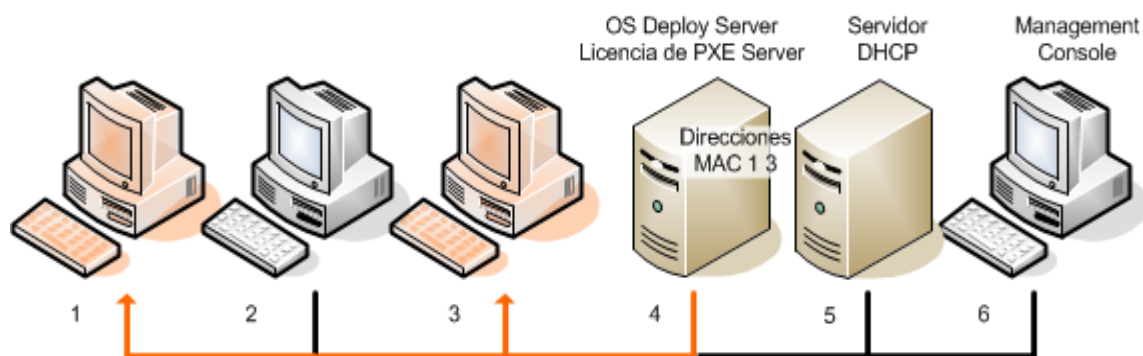 OS Deploy Server
Licencia de PXE Server
Servidor
DHCP
Management
Console
Direcciones
MAC 1 3
1
2
3
4
5
6